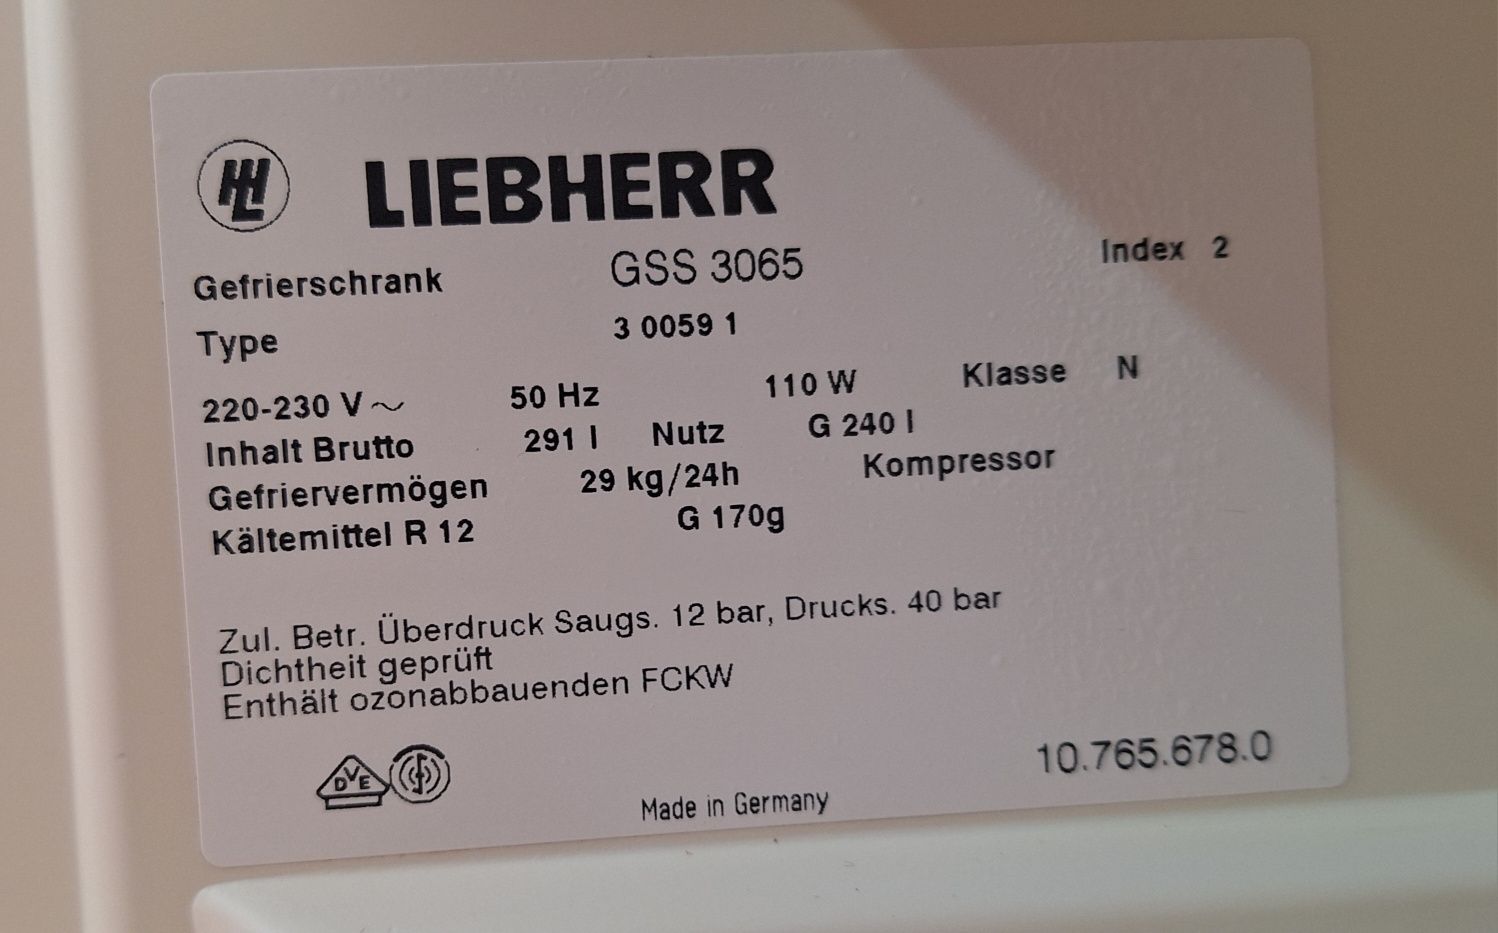 HLL LIEBHERR
Gefrierschrank GSS 3065 Index 2
Type 3 0059 1
220-230 V ~ 50 Hz 110 W Klasse N
Inhalt Brutto 291 l Nutz G 240 l
Gefriervermögen 29 kg/24h Kompressor
Kältemittel R 12 G 170g
Zul. Betr. Überdruck Saugs. 12 bar, Drucks. 40 bar
Dichtheit geprüft
Enthält ozonabbauenden FCKW
DVE 10.765.678.0
Made in Germany